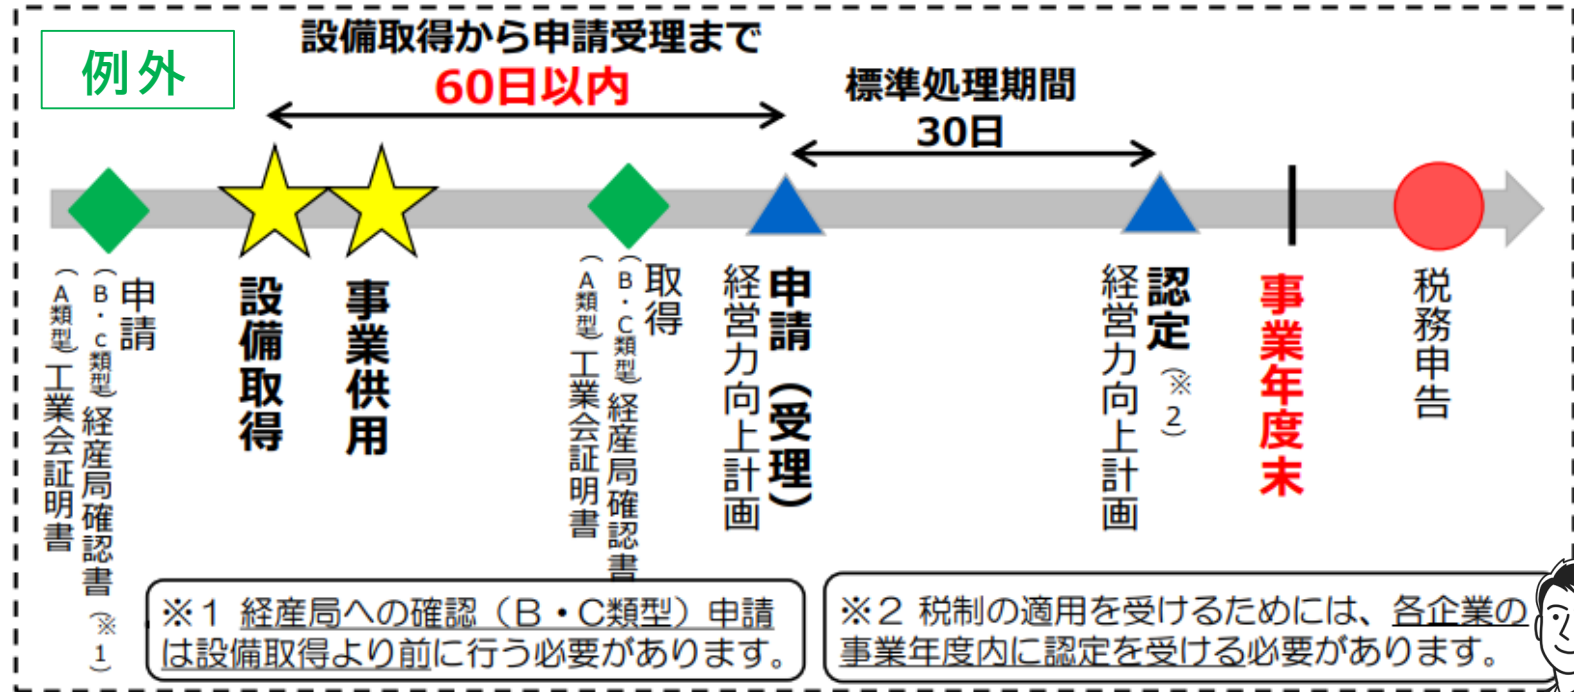 例外
設備取得から申請受理まで
60日以内
標準処理期間
30日
申請
（B・C類型）経産局確認書（※1）
（A類型）工業会証明書
設備取得
事業供用
取得
（B・C類型）経産局確認書
（A類型）工業会証明書
申請（受理）
経営力向上計画
認定（※2）
経営力向上計画
事業年度末
税務申告
※１ 経産局への確認（B・C類型）申請
は設備取得より前に行う必要があります。
※２ 税制の適用を受けるためには、各企業の
事業年度内に認定を受ける必要があります。